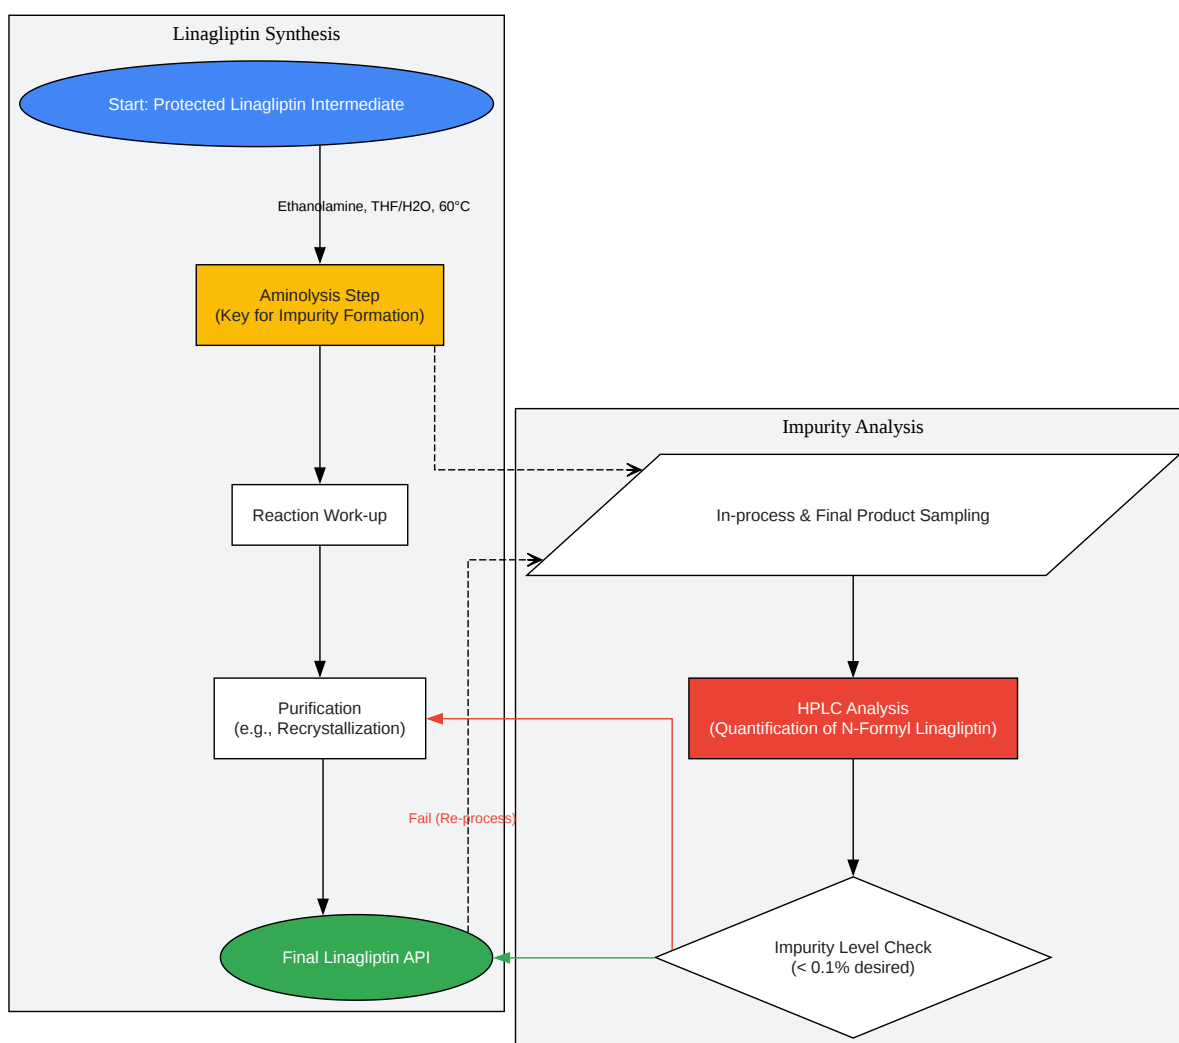 Linagliptin Synthesis
Start: Protected Linagliptin Intermediate
Ethanolamine, THF/H2O, 60°C
Aminolysis Step
(Key for Impurity Formation)
Reaction Work-up
Purification
(e.g., Recrystallization)
Fail (Re-process)
Final Linagliptin API
Impurity Analysis
In-process & Final Product Sampling
HPLC Analysis
(Quantification of N-Formyl Linagliptin)
Impurity Level Check
(< 0.1% desired)